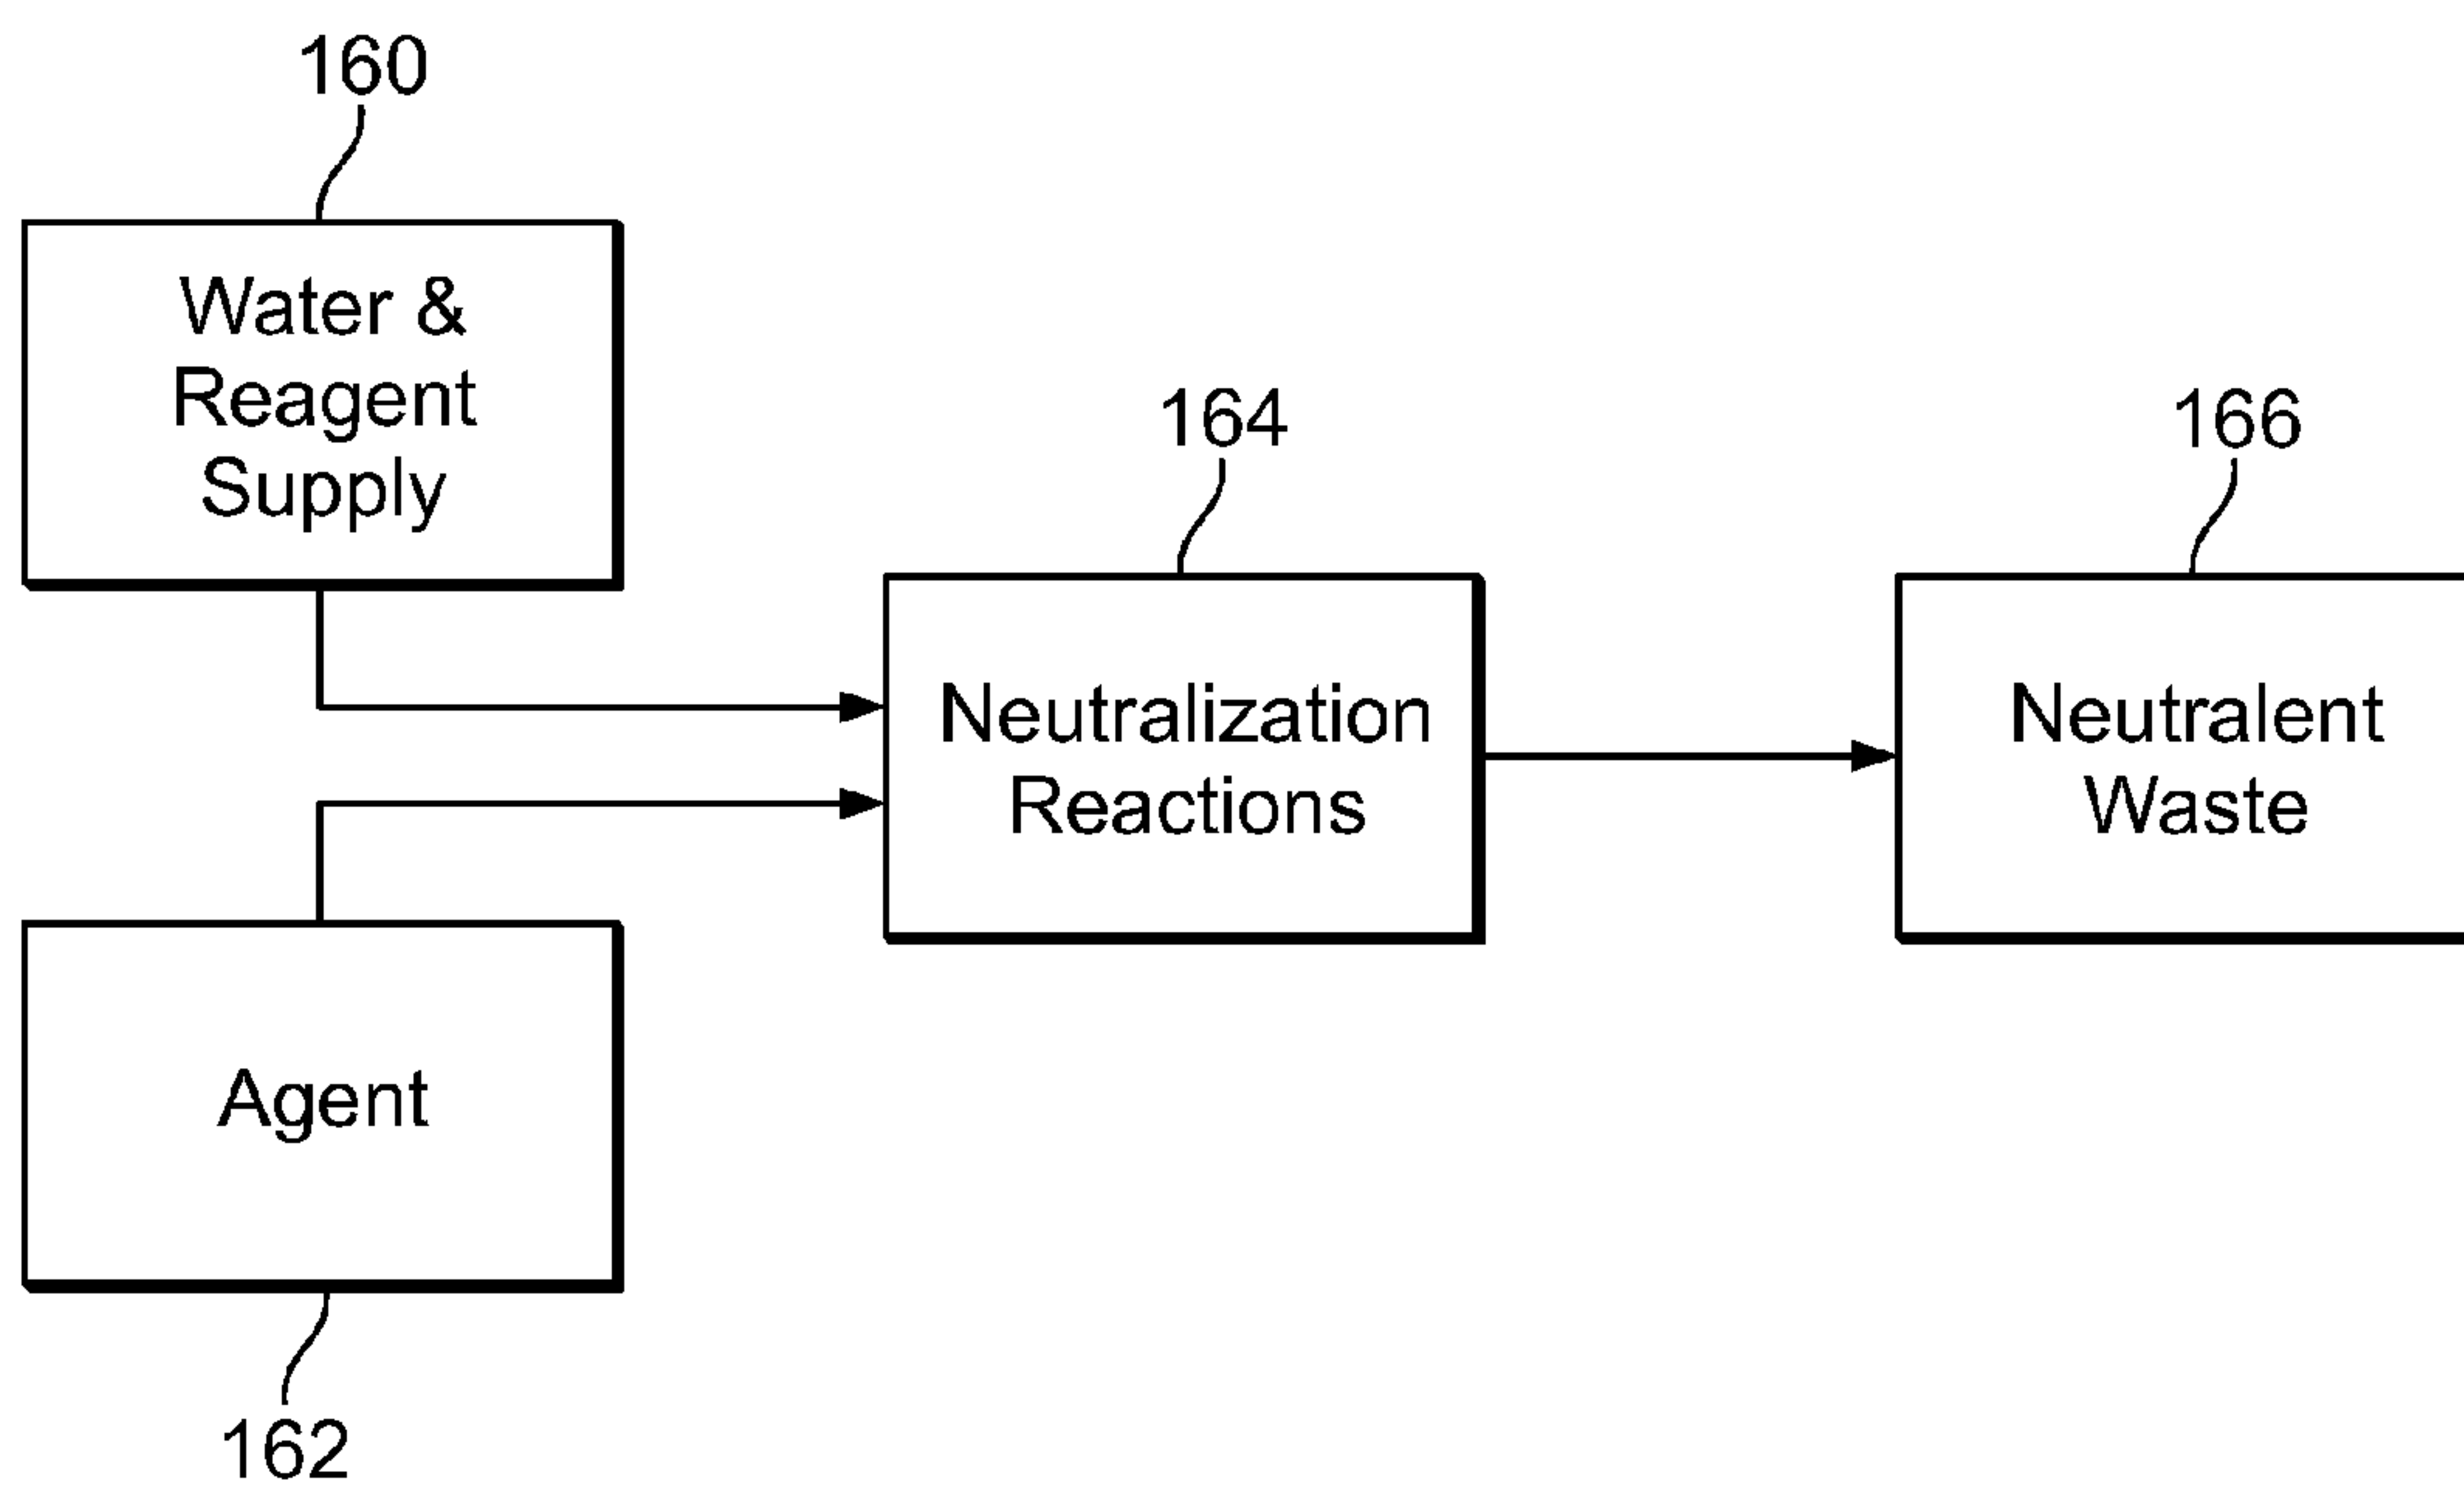 160
Water &
Reagent
Supply
164
Neutralization
Reactions
166
Neutralent
Waste
Agent
162